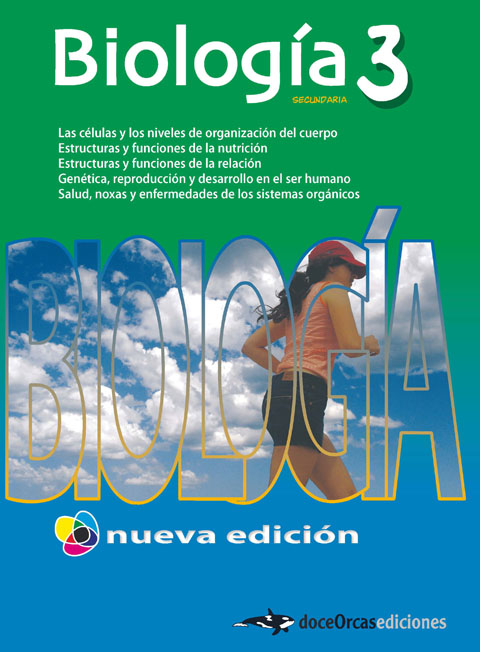 Biología 3
SECUNDARIA
Las células y los niveles de organización del cuerpo
Estructuras y funciones de la nutrición
Estructuras y funciones de la relación
Genética, reproducción y desarrollo en el ser humano
Salud, noxas y enfermedades de los sistemas orgánicos
BIOLOGÍA
nueva edición
doceOrcasediciones